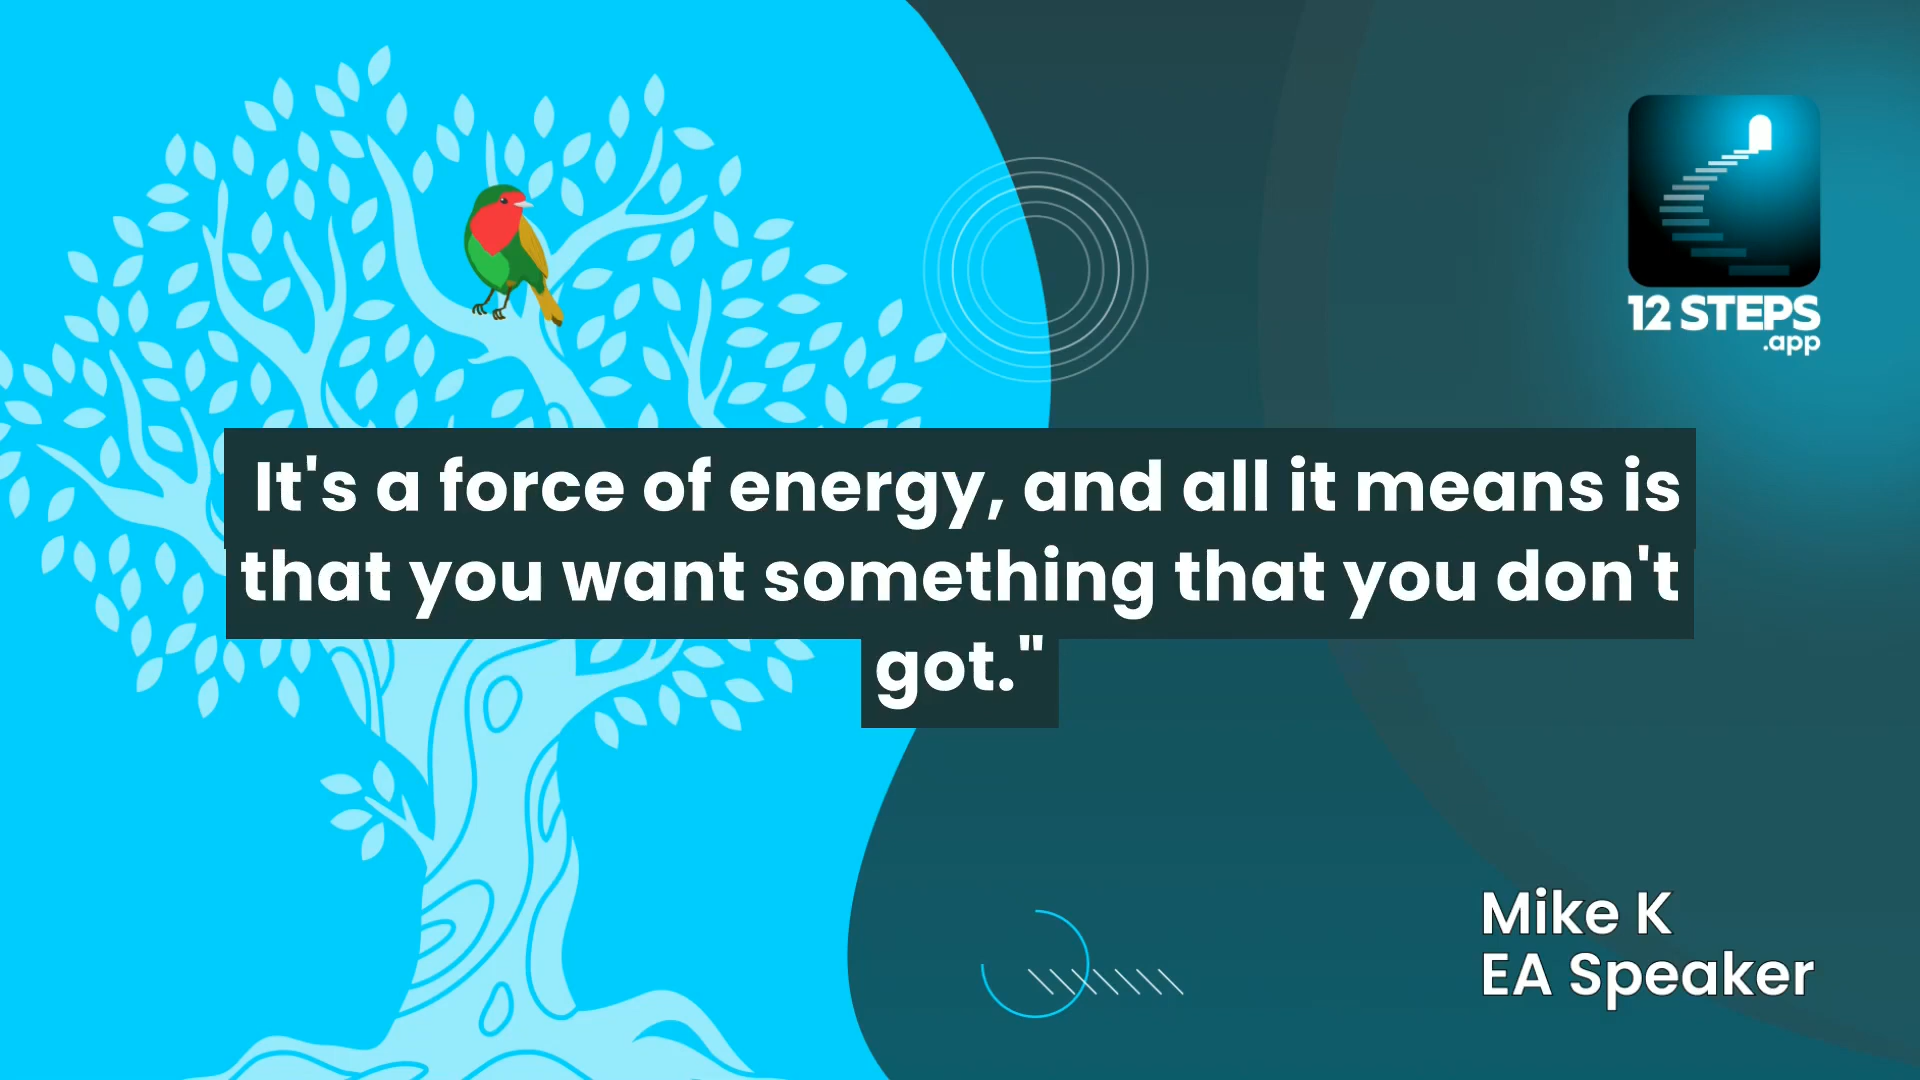 12 STEPS
.app
It's a force of energy, and all it means is
that you want something that you don't
got."
Mike K
EA Speaker